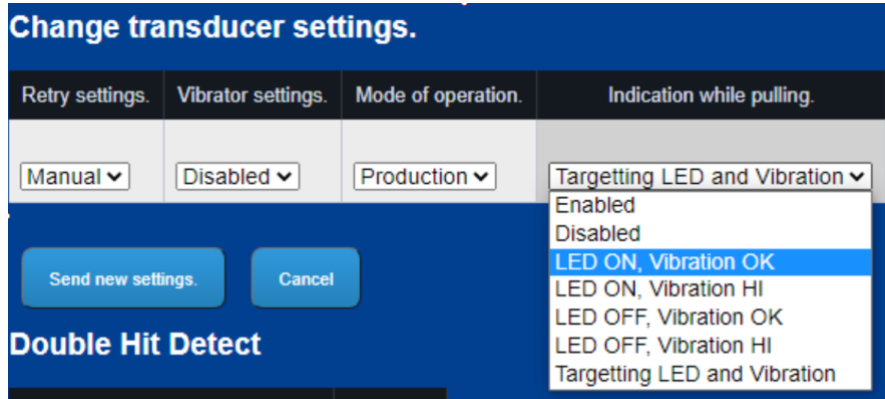 Change transducer settings.
Retry settings. Vibrator settings. Mode of operation. Indication while pulling.
Manual Disabled Production Targetting LED and Vibration
Enabled
Disabled
LED ON, Vibration OK
LED ON, Vibration HI
LED OFF, Vibration OK
LED OFF, Vibration HI
Targetting LED and Vibration
Send new settings. Cancel
Double Hit Detect